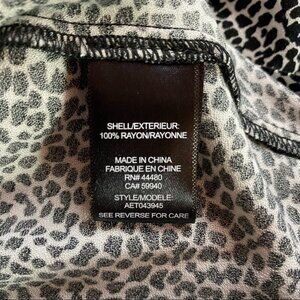 SHELL/EXTERIEUR:
100% RAYON/RAYONNE
MADE IN CHINA
FABRIQUE EN CHINE
RN# 44480
CA# 59940
STYLE/MODELE:
AET043945
SEE REVERSE FOR CARE